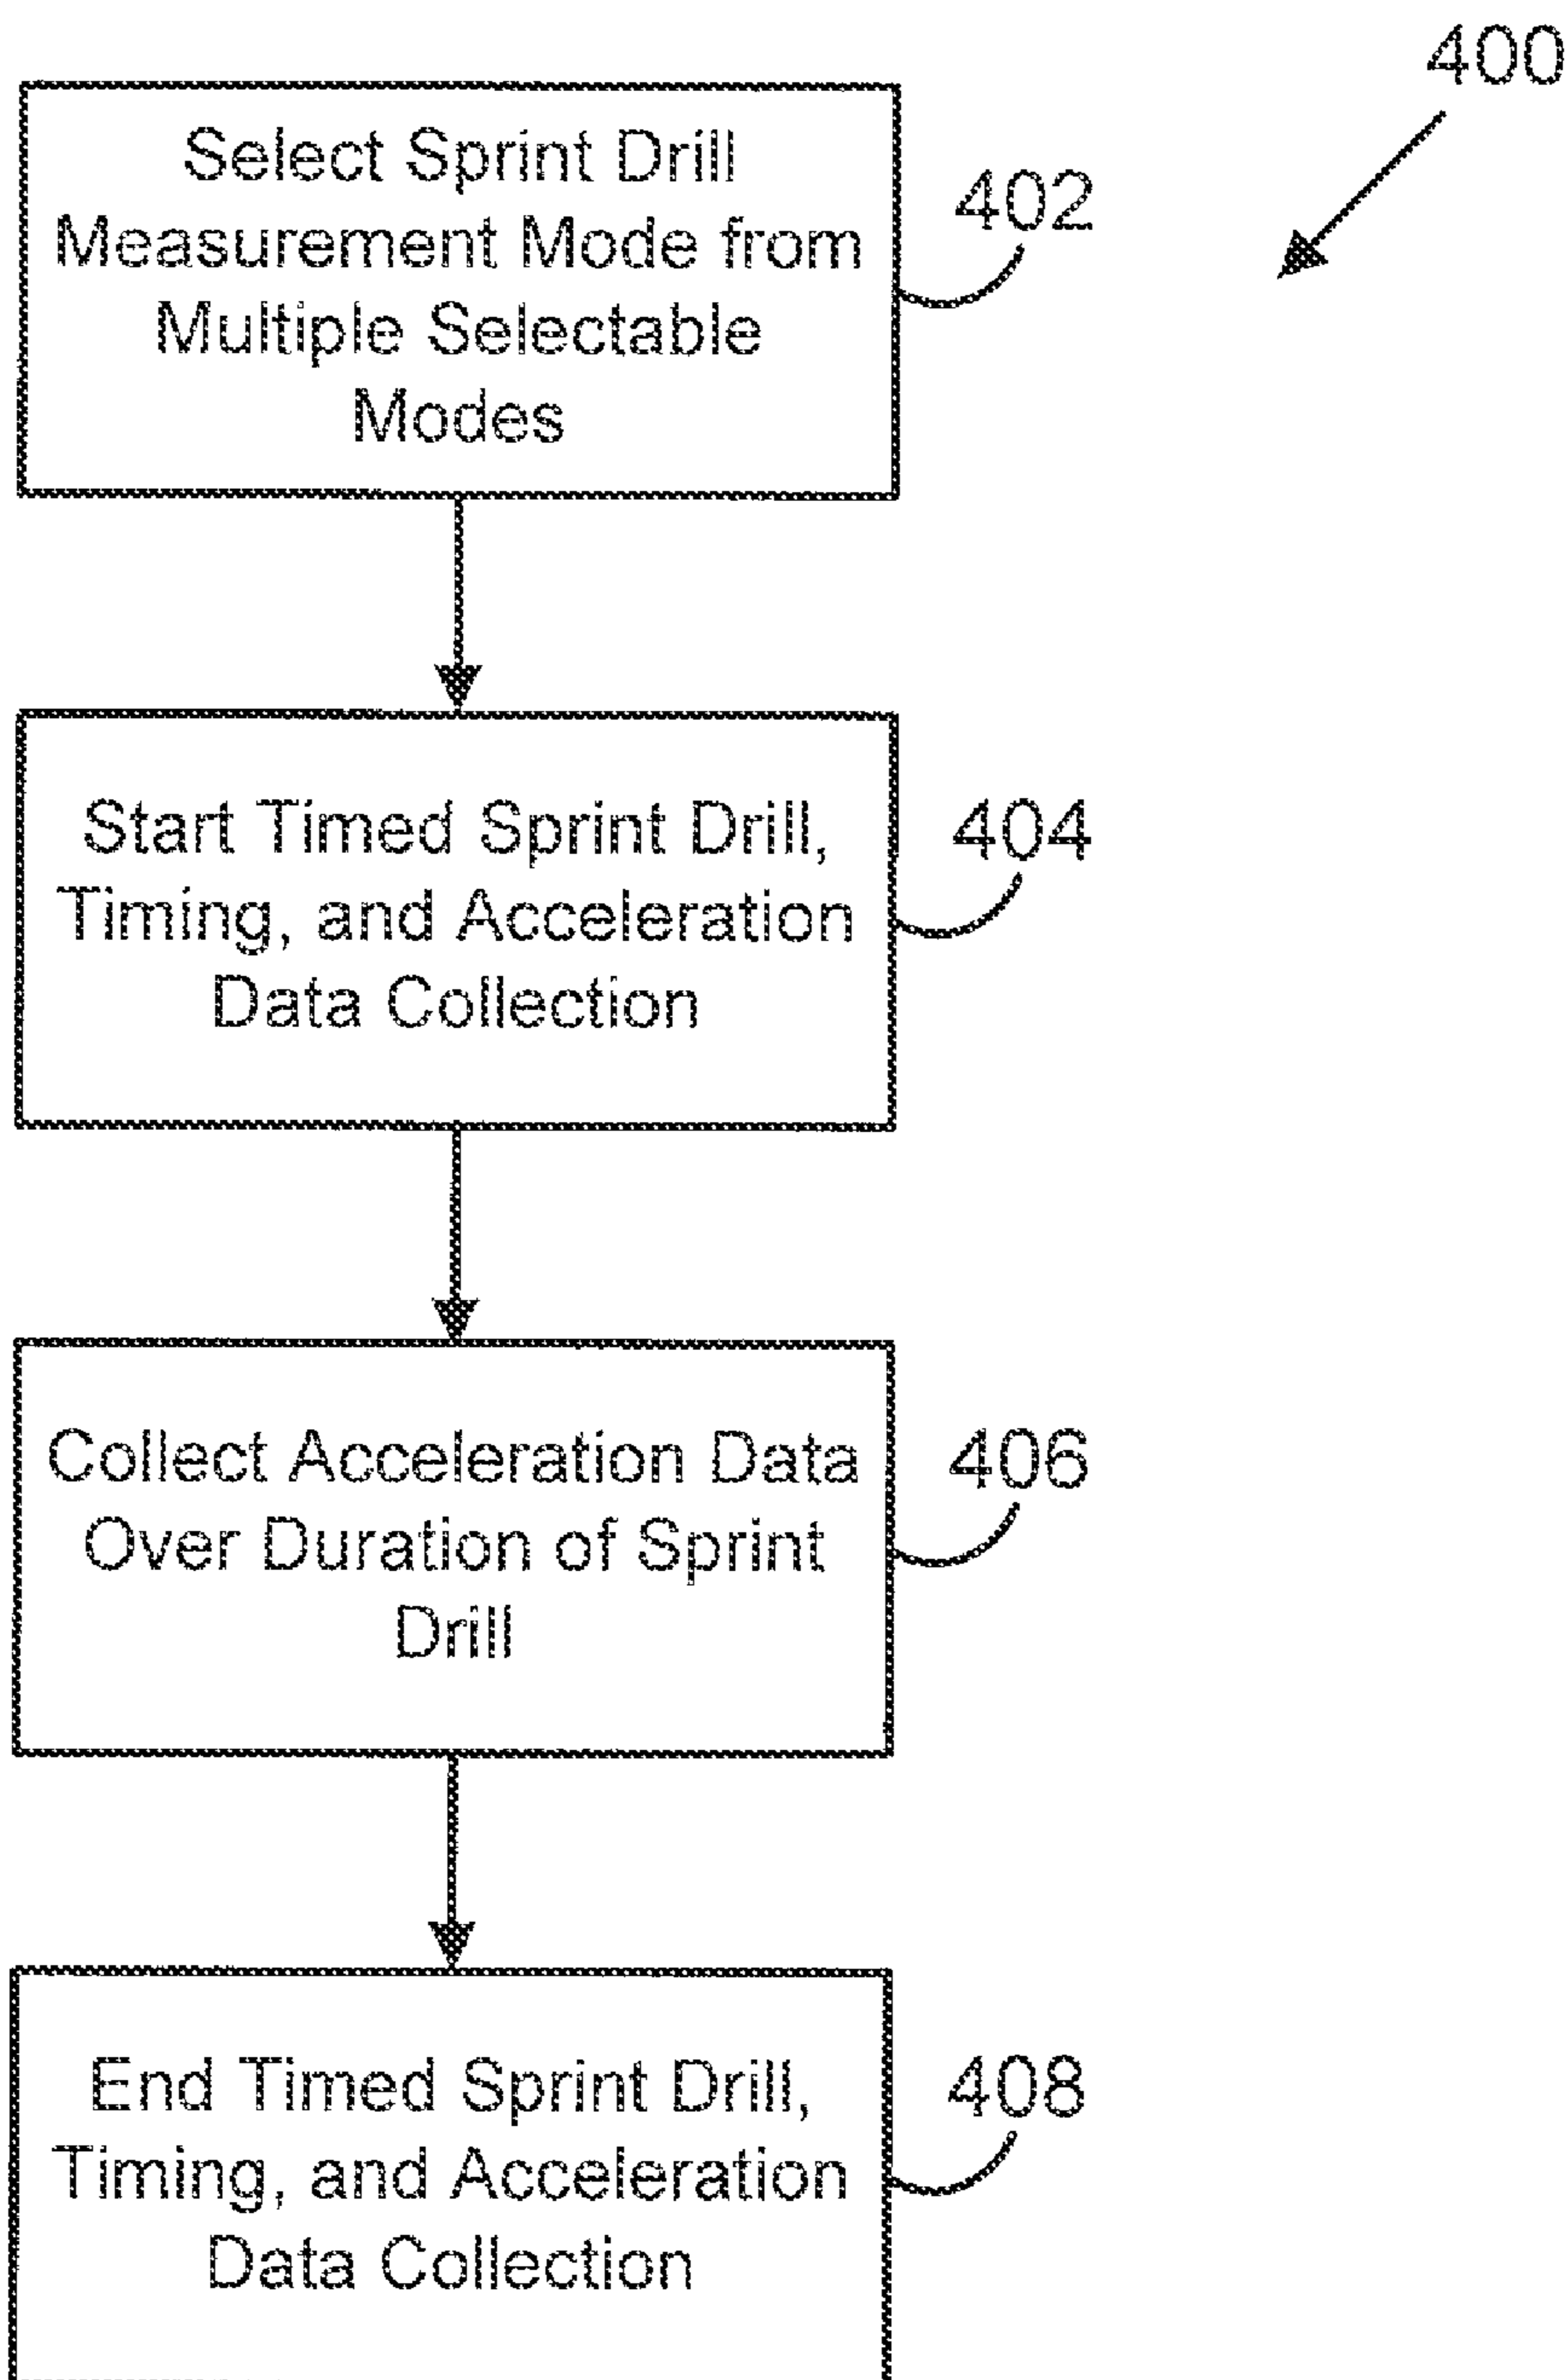 400
Select Sprint Drill
Measurement Mode from
Multiple Selectable
Modes
402
Start Timed Sprint Drill,
Timing, and Acceleration
Data Collection
404
Collect Acceleration Data
Over Duration of Sprint
Drill
406
End Timed Sprint Drill,
Timing, and Acceleration
Data Collection
408